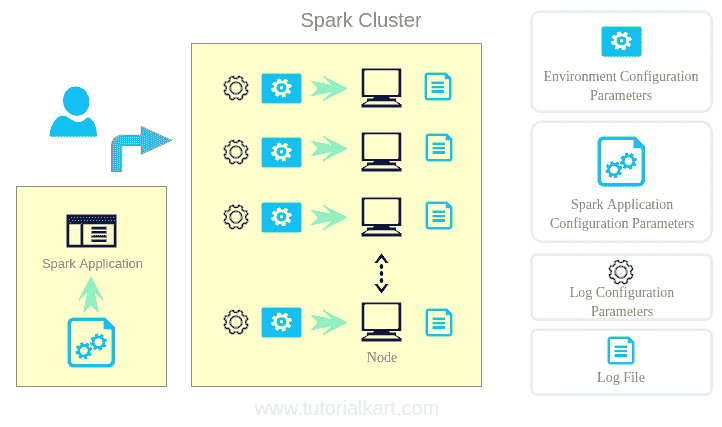 Spark Cluster
Spark Application
Node
Environment Configuration
Parameters
Spark Application
Configuration Parameters
Log Configuration
Parameters
Log File
www.tutorialkart.com